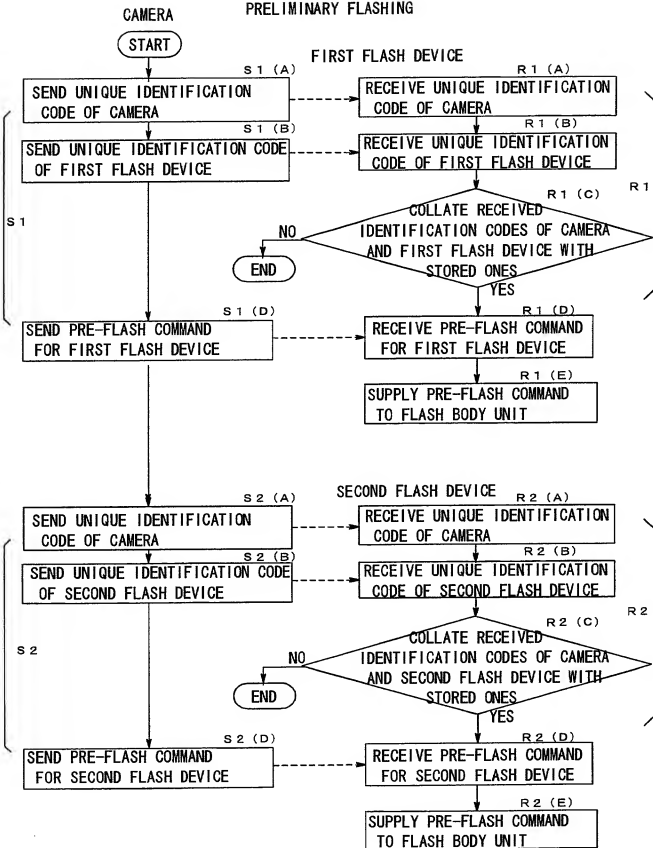 PRELIMINARY FLASHING
CAMERA
START
FIRST FLASH DEVICE
S1 (A)
SEND UNIQUE IDENTIFICATION
CODE OF CAMERA
R1 (A)
RECEIVE UNIQUE IDENTIFICATION
CODE OF CAMERA
S1 (B)
SEND UNIQUE IDENTIFICATION CODE
OF FIRST FLASH DEVICE
R1 (B)
RECEIVE UNIQUE IDENTIFICATION
CODE OF FIRST FLASH DEVICE
S1
R1
R1 (C)
COLLATE RECEIVED
IDENTIFICATION CODES OF CAMERA
AND FIRST FLASH DEVICE WITH
STORED ONES
NO
END
YES
S1 (D)
SEND PRE-FLASH COMMAND
FOR FIRST FLASH DEVICE
R1 (D)
RECEIVE PRE-FLASH COMMAND
FOR FIRST FLASH DEVICE
R1 (E)
SUPPLY PRE-FLASH COMMAND
TO FLASH BODY UNIT
SECOND FLASH DEVICE
S2 (A)
SEND UNIQUE IDENTIFICATION
CODE OF CAMERA
R2 (A)
RECEIVE UNIQUE IDENTIFICATION
CODE OF CAMERA
S2 (B)
SEND UNIQUE IDENTIFICATION CODE
OF SECOND FLASH DEVICE
R2 (B)
RECEIVE UNIQUE IDENTIFICATION
CODE OF SECOND FLASH DEVICE
S2
R2
R2 (C)
COLLATE RECEIVED
IDENTIFICATION CODES OF CAMERA
AND SECOND FLASH DEVICE WITH
STORED ONES
NO
END
YES
S2 (D)
SEND PRE-FLASH COMMAND
FOR SECOND FLASH DEVICE
R2 (D)
RECEIVE PRE-FLASH COMMAND
FOR SECOND FLASH DEVICE
R2 (E)
SUPPLY PRE-FLASH COMMAND
TO FLASH BODY UNIT